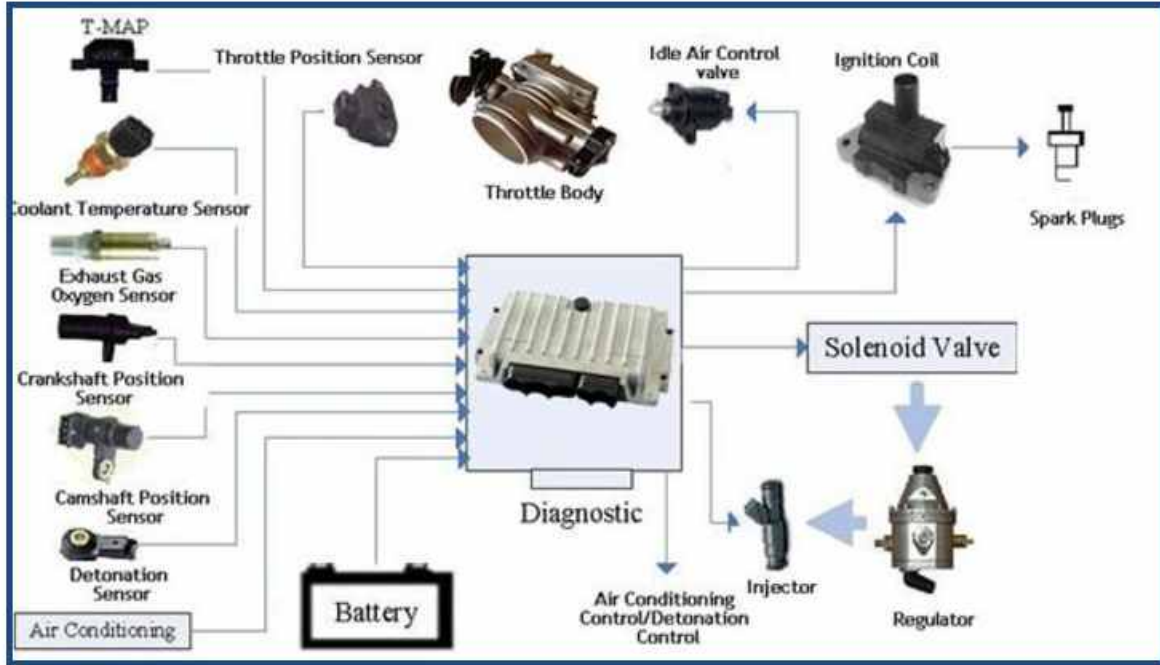 T-MAP
Throttle Position Sensor
Idle Air Control
valve
Ignition Coil
Throttle Body
Spark Plugs
Coolant Temperature Sensor
Exhaust Gas
Oxygen Sensor
Crankshaft Position
Sensor
Solenoid Valve
Camshaft Position
Sensor
Diagnostic
Detonation
Sensor
Battery
Injector
Air Conditioning
Control/Detonation
Control
Regulator
Air Conditioning